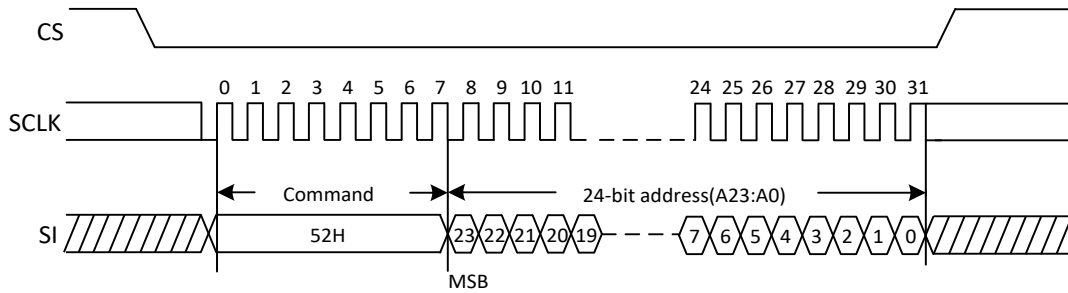 CS
0 1 2 3 4 5 6 7 8 9 10 11 24 25 26 27 28 29 30 31
SCLK
Command 24-bit address(A23:A0)
SI 52H 23 22 21 20 19 7 6 5 4 3 2 1 0
MSB